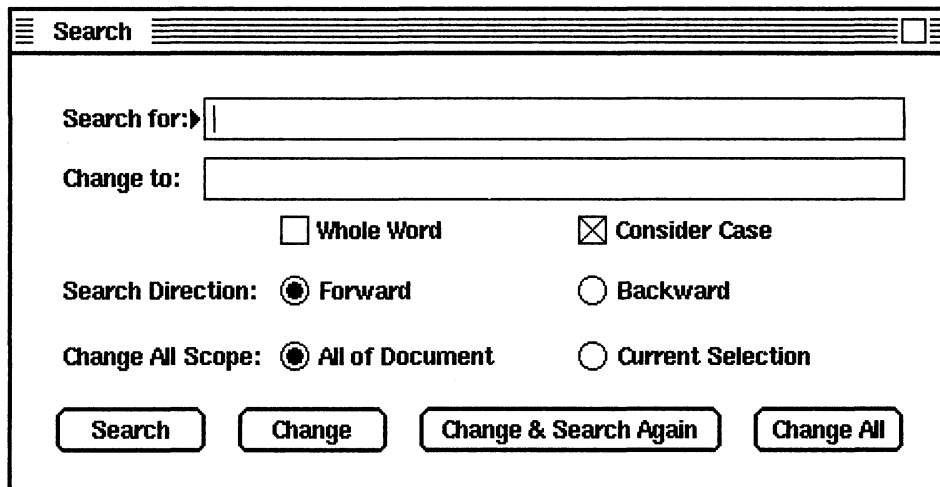 Search
Search for:
Change to:
Whole Word Consider Case
Search Direction: Forward Backward
Change All Scope: All of Document Current Selection
Search Change Change & Search Again Change All